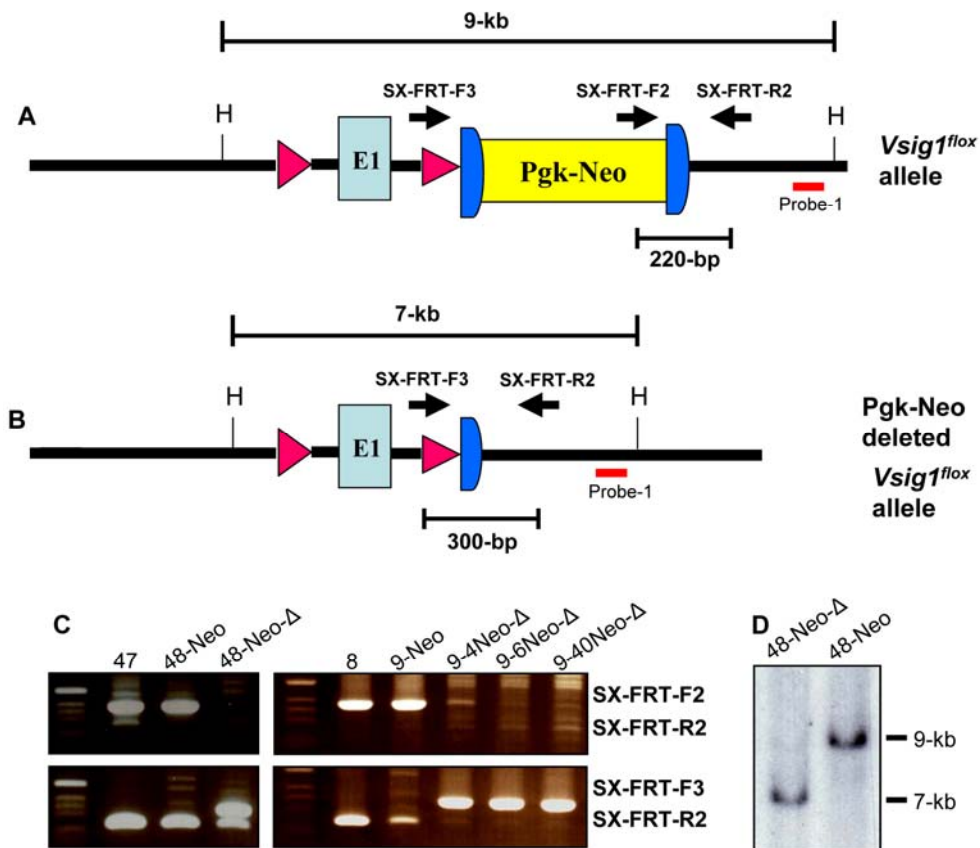 9-kb
SX-FRT-F3 SX-FRT-F2 SX-FRT-R2
A H H
E1 Pgk-Neo
Vsig1flox
allele
Probe-1
220-bp
7-kb
SX-FRT-F3 SX-FRT-R2
B H H
E1
Pgk-Neo
deleted
Vsig1flox
allele
Probe-1
300-bp
C
47 48-Neo 48-Neo-Δ
8 9-Neo 9-4Neo-Δ 9-6Neo-Δ 9-40Neo-Δ
SX-FRT-F2
SX-FRT-R2
SX-FRT-F3
SX-FRT-R2
D
48-Neo-Δ 48-Neo
9-kb
7-kb